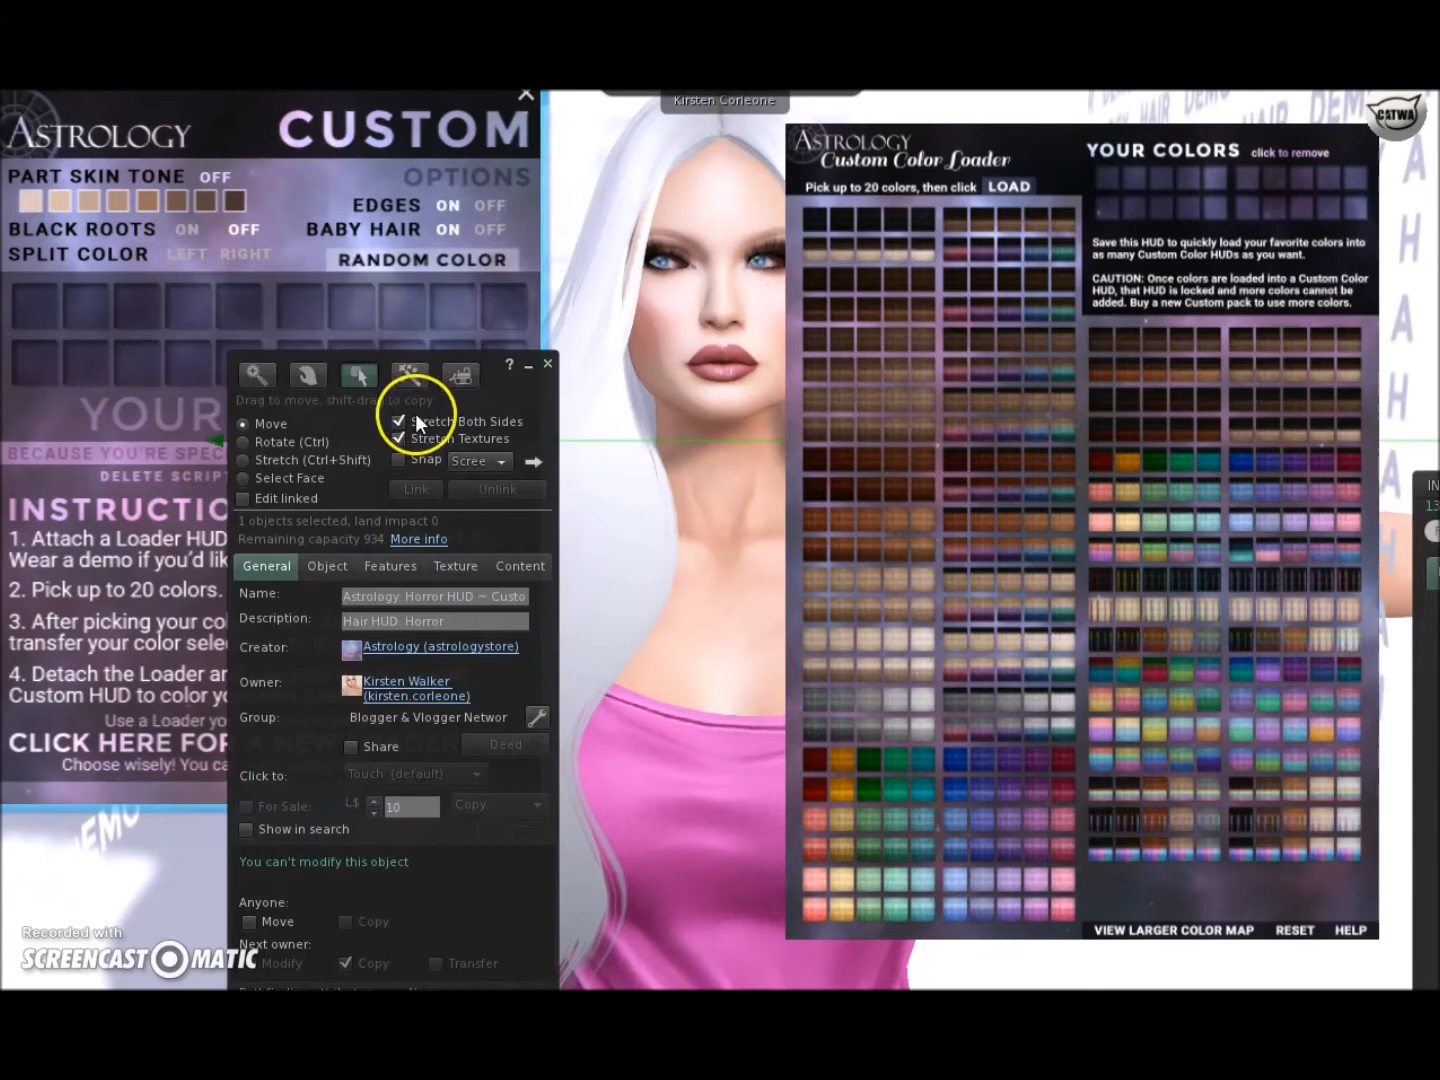 Kirsten Corleone
CATWA
ASTROLOGY
CUSTOM
PART SKIN TONE OFF
OPTIONS
EDGES ON OFF
BLACK ROOTS ON OFF
BABY HAIR ON OFF
SPLIT COLOR LEFT RIGHT
RANDOM COLOR
YOUR
BECAUSE YOU'RE SPEC
DELETE SCRIPT
INSTRUCTIO
1. Attach a Loader HUD
Wear a demo if you'd lik
2. Pick up to 20 colors.
3. After picking your col
transfer your color sele
4. Detach the Loader an
Custom HUD to color yo
Use a Loader yo
CLICK HERE FOR
Choose wisely! You ca
DEMO
Recorded with
SCREENCAST-O-MATIC
? _ ×
Drag to move, shift-drag to copy
Move
Rotate (Ctrl)
Stretch (Ctrl+Shift)
Select Face
Edit linked
Stretch Both Sides
Stretch Textures
Snap Scree
Link Unlink
1 objects selected, land impact 0
Remaining capacity 934 More info
General Object Features Texture Content
Name: Astrology: Horror HUD ~ Custo
Description: Hair HUD: Horror
Creator: Astrology (astrologystore)
Owner: Kirsten Walker
(kirsten.corleone)
Group: Blogger & Vlogger Networ
Share Deed
Click to: Touch (default)
For Sale: L$ 10 Copy
Show in search
You can't modify this object
Anyone:
Move Copy
Next owner:
Modify Copy Transfer
ASTROLOGY
Custom Color Loader
Pick up to 20 colors, then click LOAD
YOUR COLORS click to remove
Save this HUD to quickly load your favorite colors into
as many Custom Color HUDs as you want.
CAUTION: Once colors are loaded into a Custom Color
HUD, that HUD is locked and more colors cannot be
added. Buy a new Custom pack to use more colors.
VIEW LARGER COLOR MAP RESET HELP
HAIR DEMO
IN
13